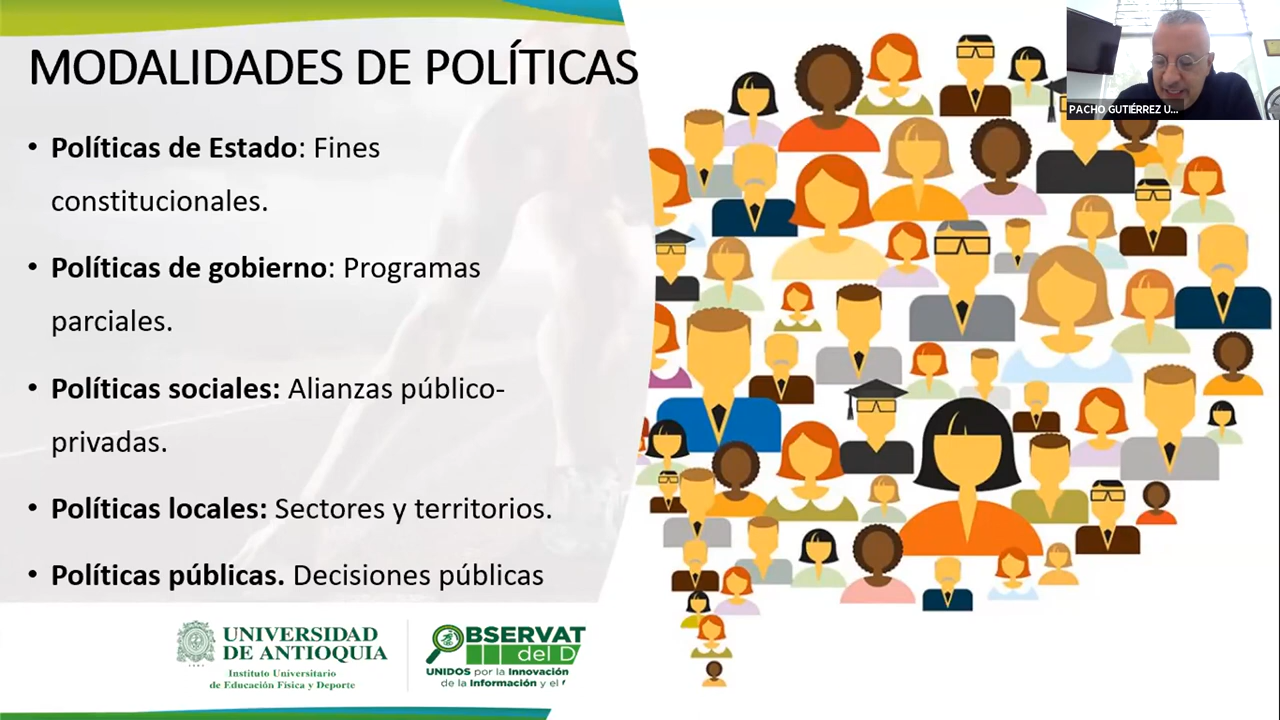 MODALIDADES DE POLÍTICAS
• Políticas de Estado: Fines
constitucionales.
• Políticas de gobierno: Programas
parciales.
• Políticas sociales: Alianzas público-
privadas.
• Políticas locales: Sectores y territorios.
• Políticas públicas. Decisiones públicas
PACHO GUTIÉRREZ U...
UNIVERSIDAD
DE ANTIOQUIA
Instituto Universitario
de Educación Física y Deporte
OBSERVAT
del D
UNIDOS por la Innovación
de la Información y el